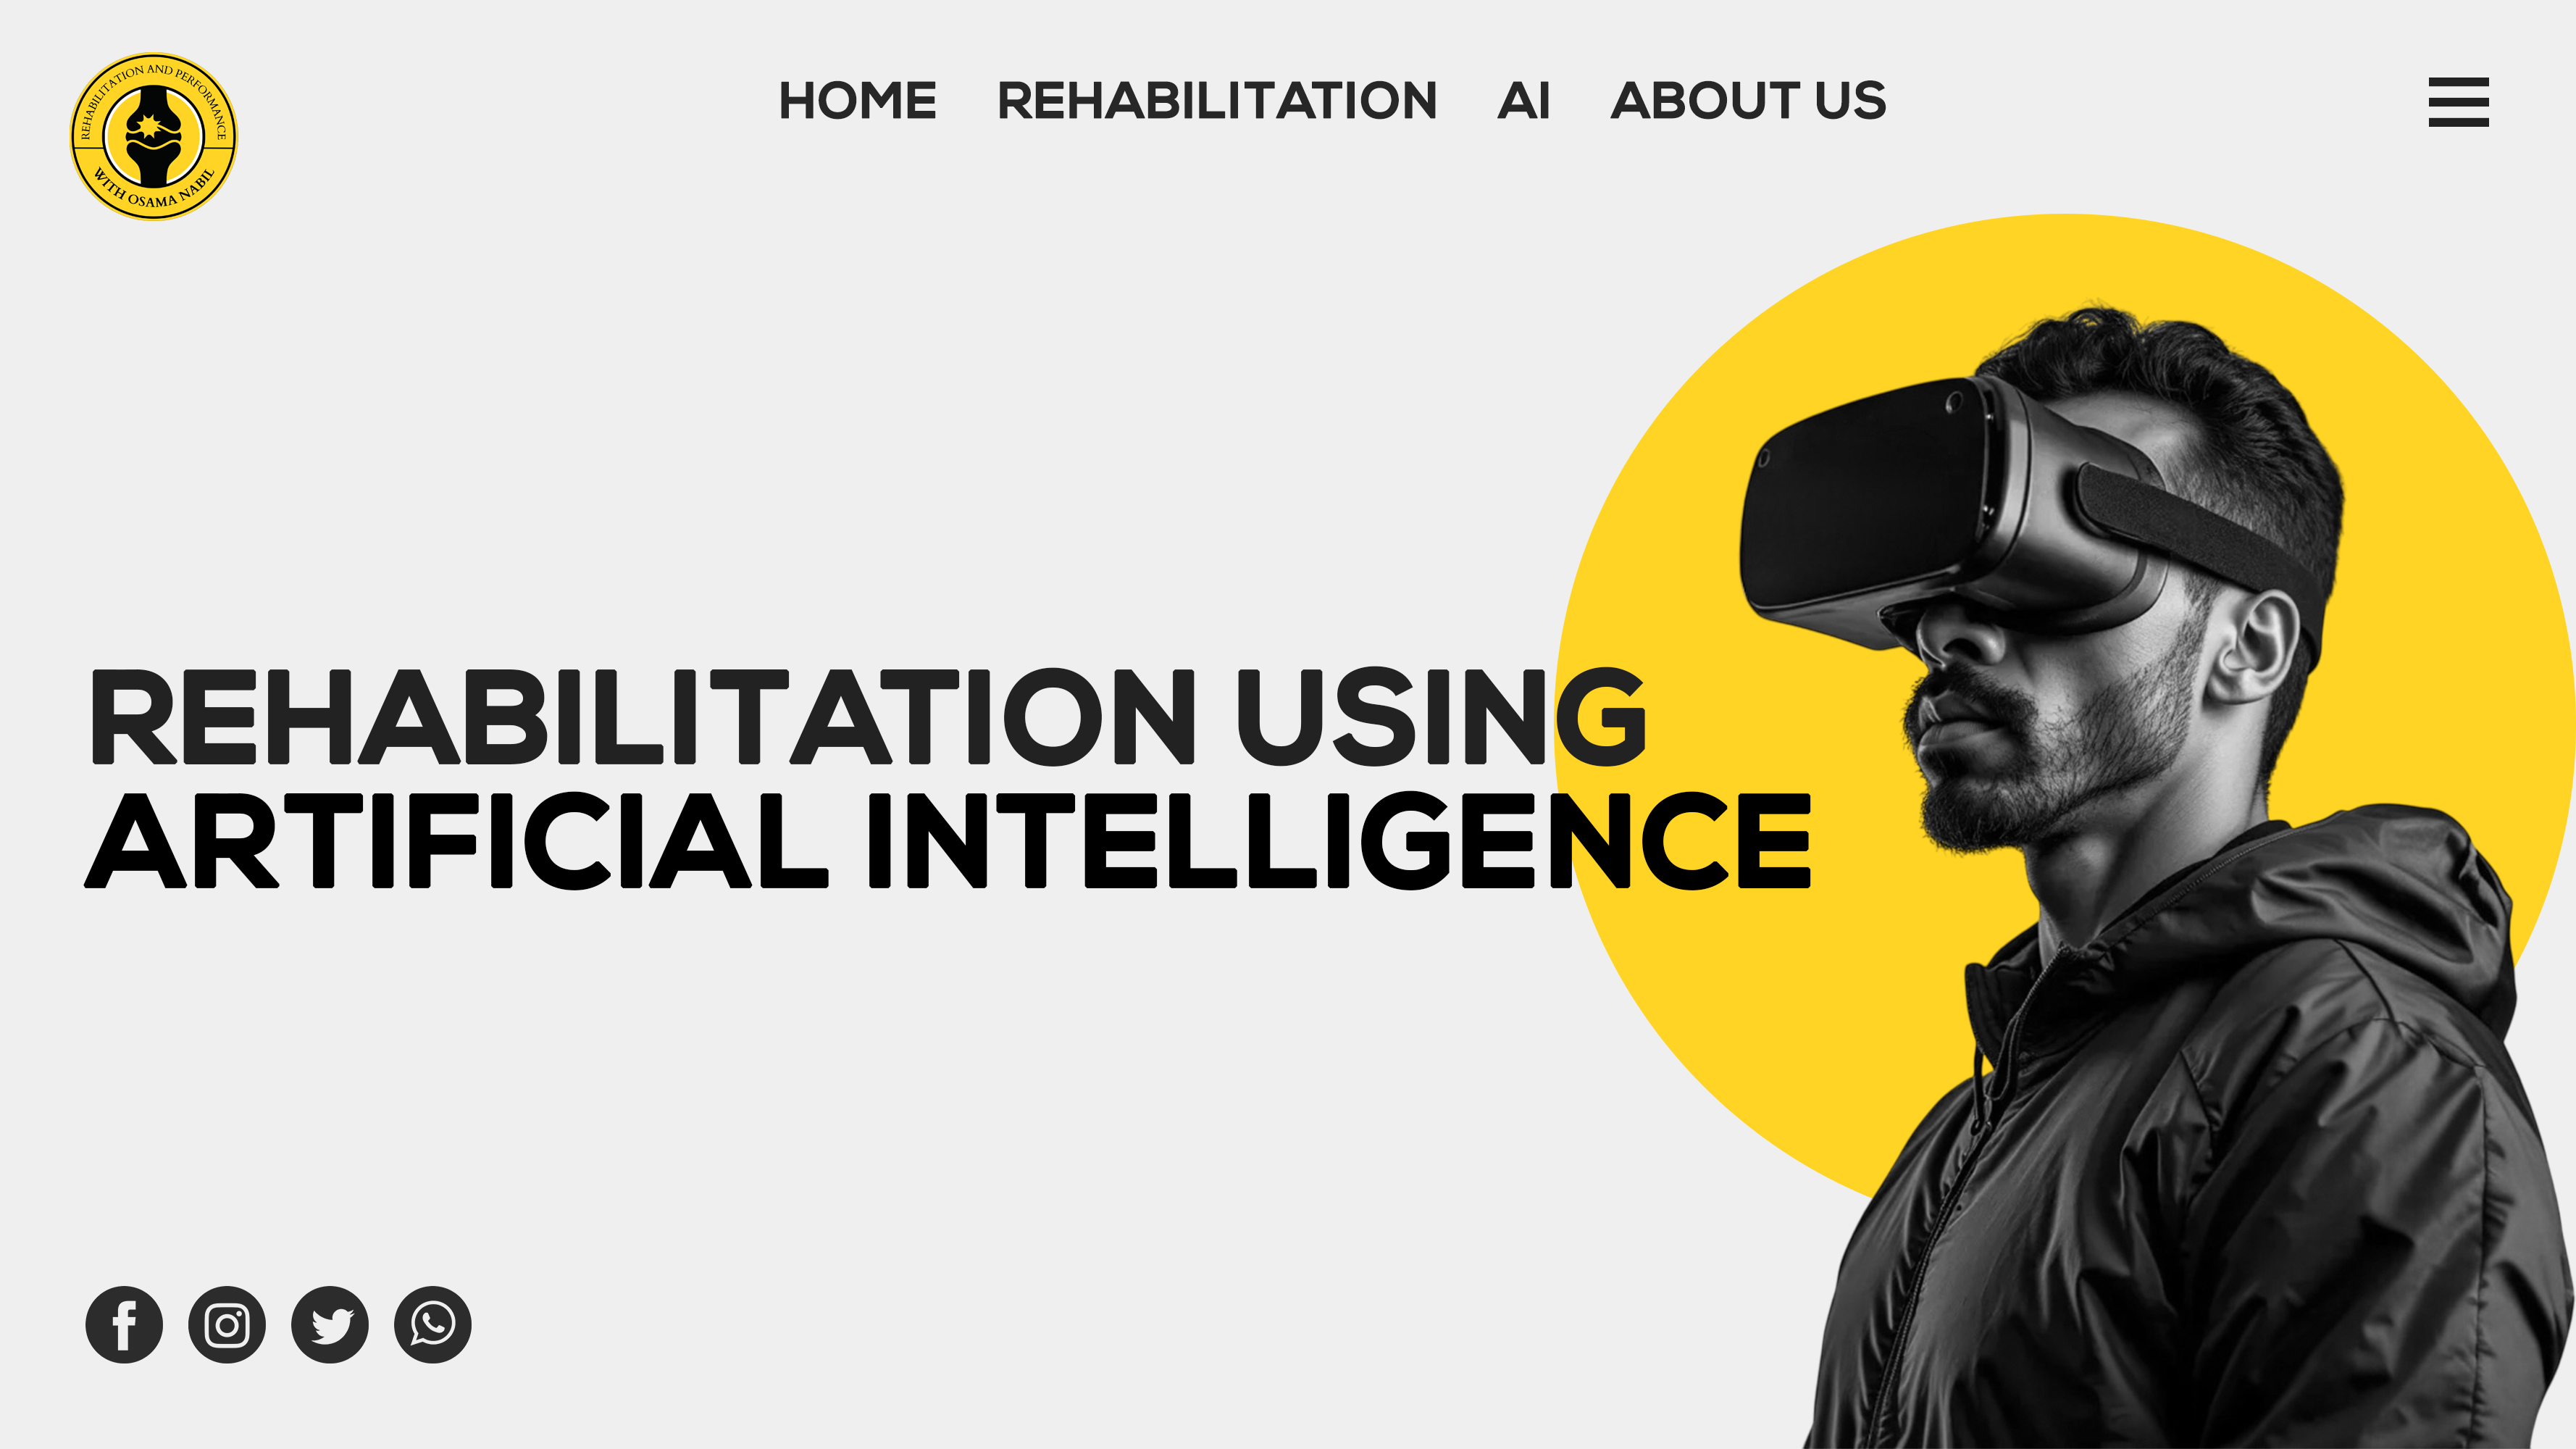 REHABILITATION AND PERFORMANCE
WITH OSAMA NABIL
HOME REHABILITATION AI ABOUT US
REHABILITATION USING
ARTIFICIAL INTELLIGENCE